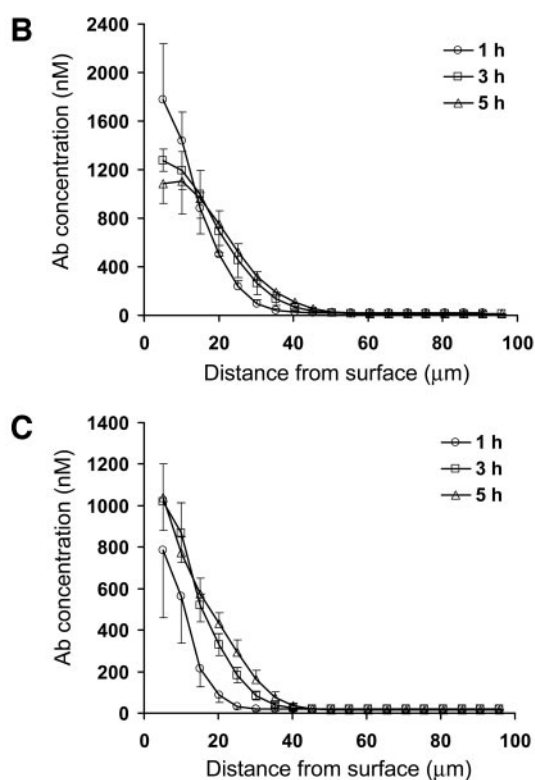 B
2400
2000
1600
1200
800
400
0
Ab concentration (nM)
1 h
3 h
5 h
0 20 40 60 80 100
Distance from surface (μm)
C
1400
1200
1000
800
600
400
200
0
Ab concentration (nM)
1 h
3 h
5 h
0 20 40 60 80 100
Distance from surface (μm)